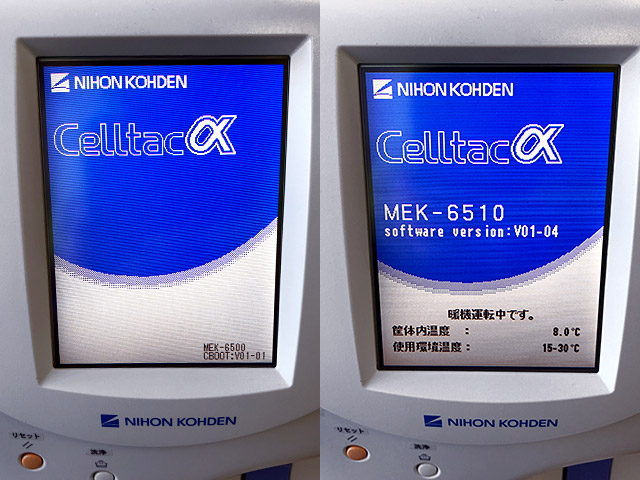 NIHON KOHDEN
Celltacα
MEK-6500
CBOOT:V01-01
NIHON KOHDEN
リセット
洗浄
NIHON KOHDEN
Celltacα
MEK-6510
software version:V01-04
暖機運転中です。
筐体内温度 : 8.0℃
使用環境温度: 15-30℃
NIHON KOHDEN
リセット
洗浄